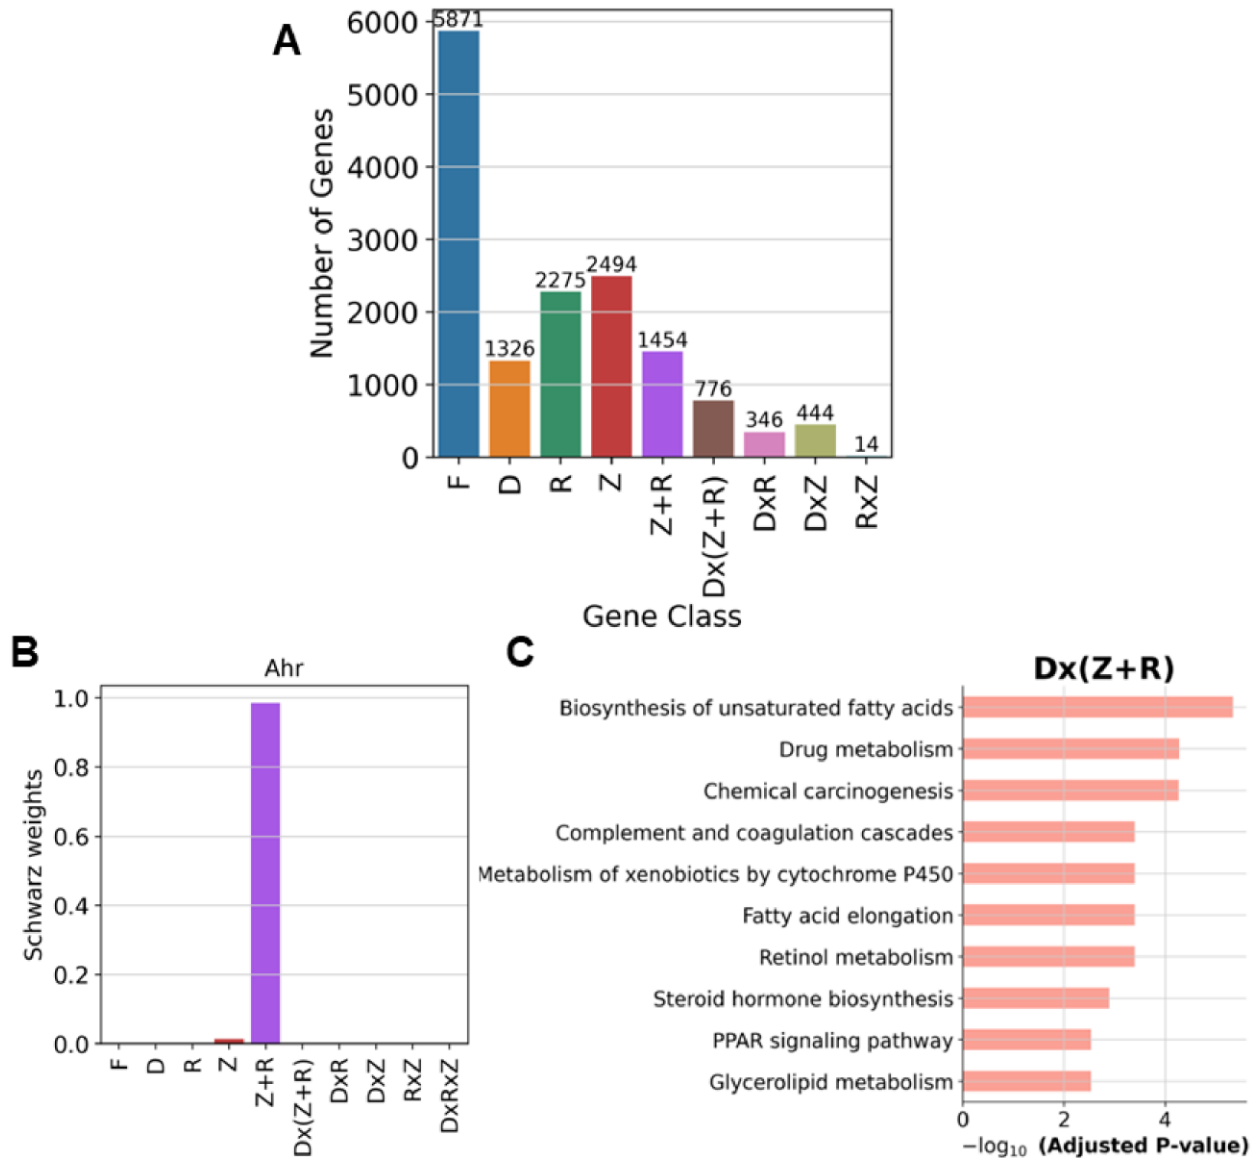 A
Number of Genes
6000
5000
4000
3000
2000
1000
0
5871
1326
2275
2494
1454
776
346
444
14
F
D
R
Z
Z+R
Dx(Z+R)
DxR
DxZ
RxZ
Gene Class
B
Ahr
Schwarz weights
1.0
0.8
0.6
0.4
0.2
0.0
F
D
R
Z
Z+R
Dx(Z+R)
DxR
DxZ
RxZ
DxRxZ
C
Dx(Z+R)
Biosynthesis of unsaturated fatty acids
Drug metabolism
Chemical carcinogenesis
Complement and coagulation cascades
Metabolism of xenobiotics by cytochrome P450
Fatty acid elongation
Retinol metabolism
Steroid hormone biosynthesis
PPAR signaling pathway
Glycerolipid metabolism
0 2 4
−log₁₀ (Adjusted P-value)